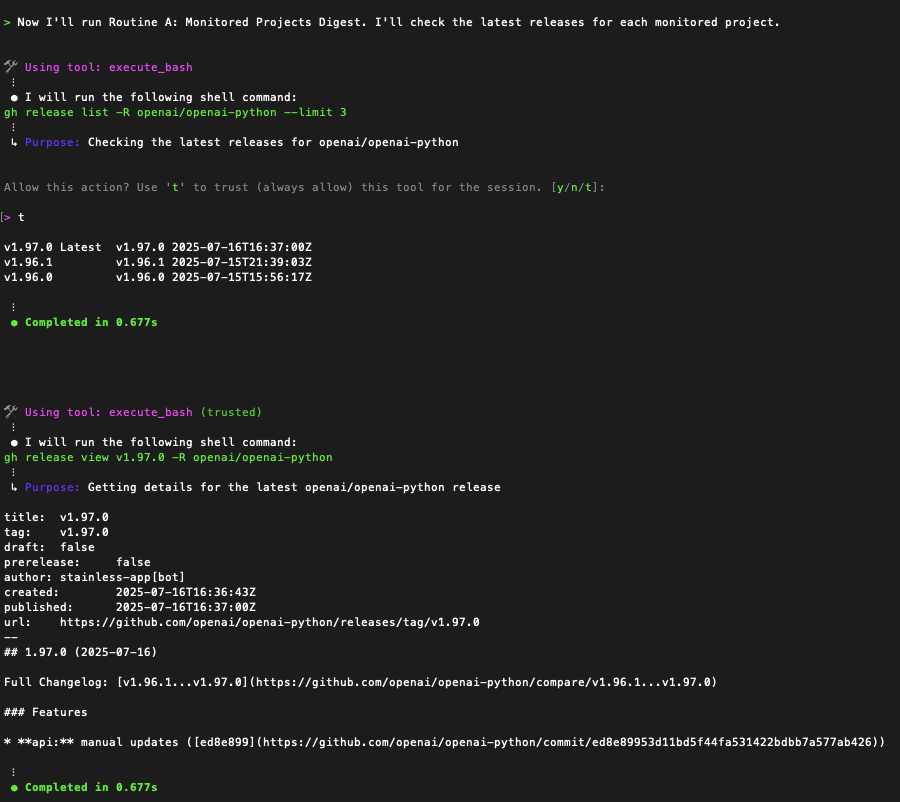 > Now I'll run Routine A: Monitored Projects Digest. I'll check the latest releases for each monitored project.
🛠️ Using tool: execute_bash
⋮
● I will run the following shell command:
gh release list -R openai/openai-python --limit 3
⋮
↳ Purpose: Checking the latest releases for openai/openai-python
Allow this action? Use 't' to trust (always allow) this tool for the session. [y/n/t]:
[> t
v1.97.0 Latest  v1.97.0 2025-07-16T16:37:00Z
v1.96.1         v1.96.1 2025-07-15T21:39:03Z
v1.96.0         v1.96.0 2025-07-15T15:56:17Z
⋮
● Completed in 0.677s
🛠️ Using tool: execute_bash (trusted)
⋮
● I will run the following shell command:
gh release view v1.97.0 -R openai/openai-python
⋮
↳ Purpose: Getting details for the latest openai/openai-python release
title:  v1.97.0
tag:    v1.97.0
draft:  false
prerelease:     false
author: stainless-app[bot]
created:        2025-07-16T16:36:43Z
published:      2025-07-16T16:37:00Z
url:    https://github.com/openai/openai-python/releases/tag/v1.97.0
--
## 1.97.0 (2025-07-16)
Full Changelog: [v1.96.1...v1.97.0](https://github.com/openai/openai-python/compare/v1.96.1...v1.97.0)
### Features
* **api:** manual updates ([ed8e899](https://github.com/openai/openai-python/commit/ed8e89953d11bd5f44fa531422bdbb7a577ab426))
⋮
● Completed in 0.677s